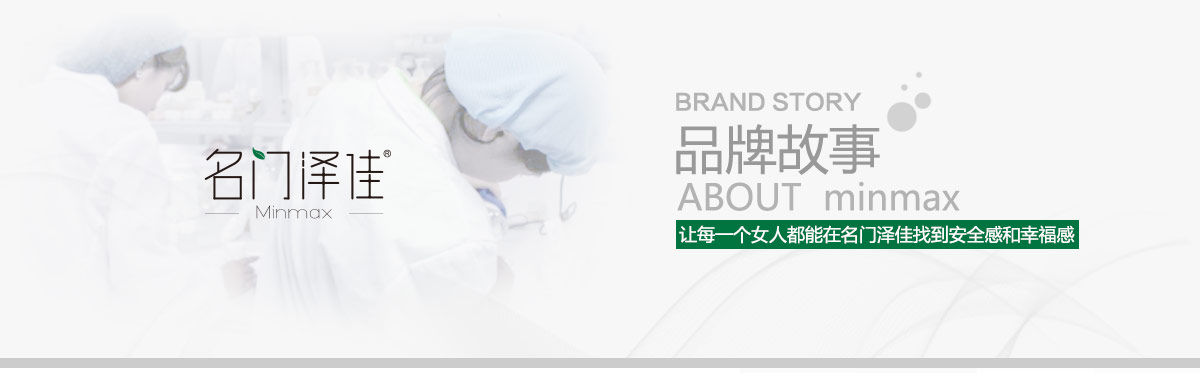 名门泽佳®
Minmax
BRAND STORY
品牌故事
ABOUT minmax
让每一个女人都能在名门泽佳找到安全感和幸福感